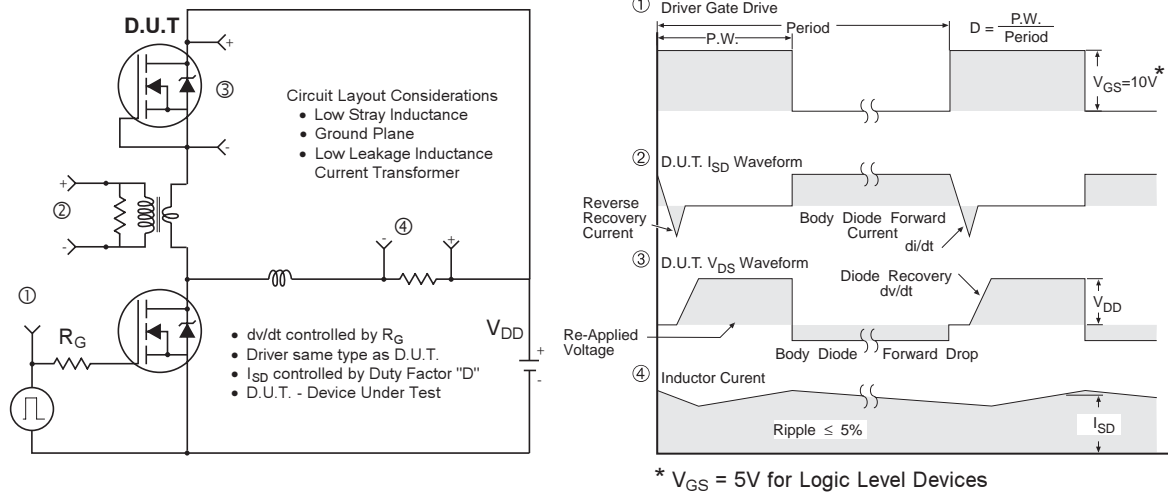 D.U.T
+
③
-
Circuit Layout Considerations
• Low Stray Inductance
• Ground Plane
• Low Leakage Inductance
Current Transformer
+
②
-
④
-
+
①
RG
VDD
+
-
• dv/dt controlled by RG
• Driver same type as D.U.T.
• ISD controlled by Duty Factor "D"
• D.U.T. - Device Under Test
① Driver Gate Drive
P.W.
Period
D = P.W.
Period
VGS=10V *
② D.U.T. ISD Waveform
Reverse
Recovery
Current
Body Diode Forward
Current
di/dt
③ D.U.T. VDS Waveform
Diode Recovery
dv/dt
VDD
Re-Applied
Voltage
Body Diode Forward Drop
④ Inductor Curent
Ripple ≤ 5%
ISD
* VGS = 5V for Logic Level Devices